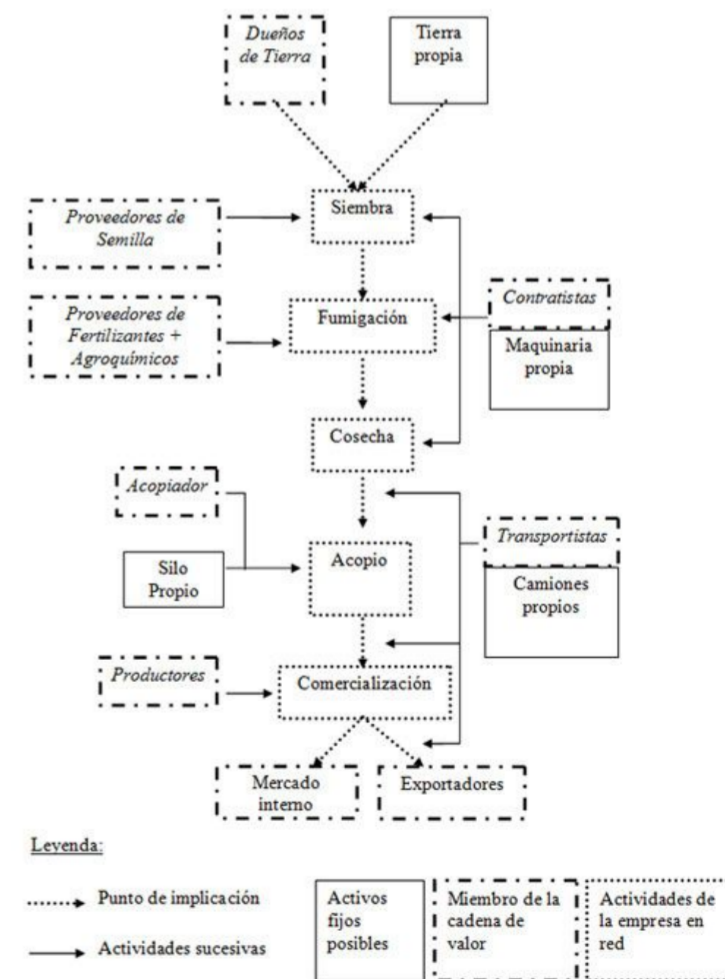 Dueños
de Tierra
Tierra
propia
Siembra
Proveedores de
Semilla
Proveedores de
Fertilizantes +
Agroquímicos
Fumigación
Contratistas
Maquinaria
propia
Cosecha
Acopiador
Silo
Propio
Acopio
Transportistas
Camiones
propios
Productores
Comercialización
Mercado
interno
Exportadores
Leyenda:
Punto de implicación
Actividades sucesivas
Activos
fijos
posibles
Miembro de la
cadena de
valor
Actividades de
la empresa en
red